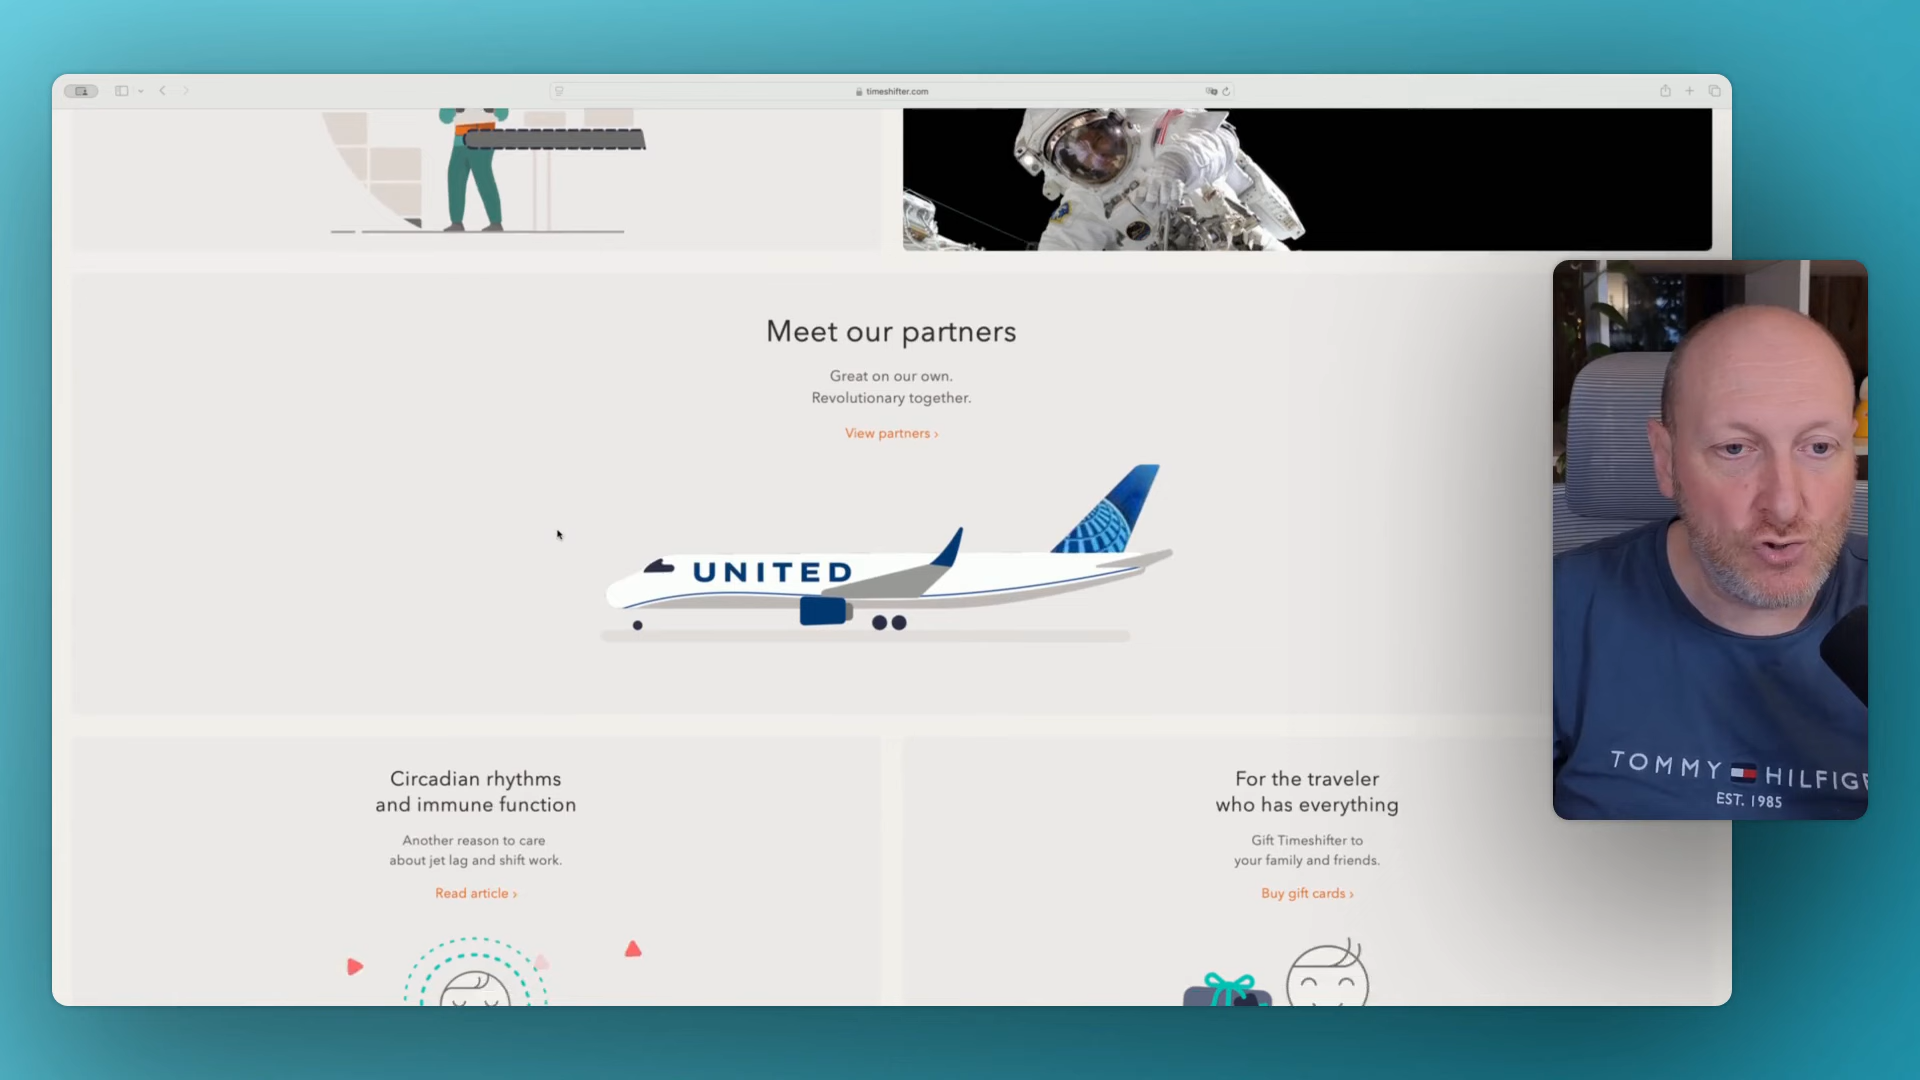 timeshifter.com
Meet our partners
Great on our own.
Revolutionary together.
View partners ›
UNITED
Circadian rhythms
and immune function
Another reason to care
about jet lag and shift work.
Read article ›
For the traveler
who has everything
Gift Timeshifter to
your family and friends.
Buy gift cards ›
TOMMY HILFIGE
EST. 1985